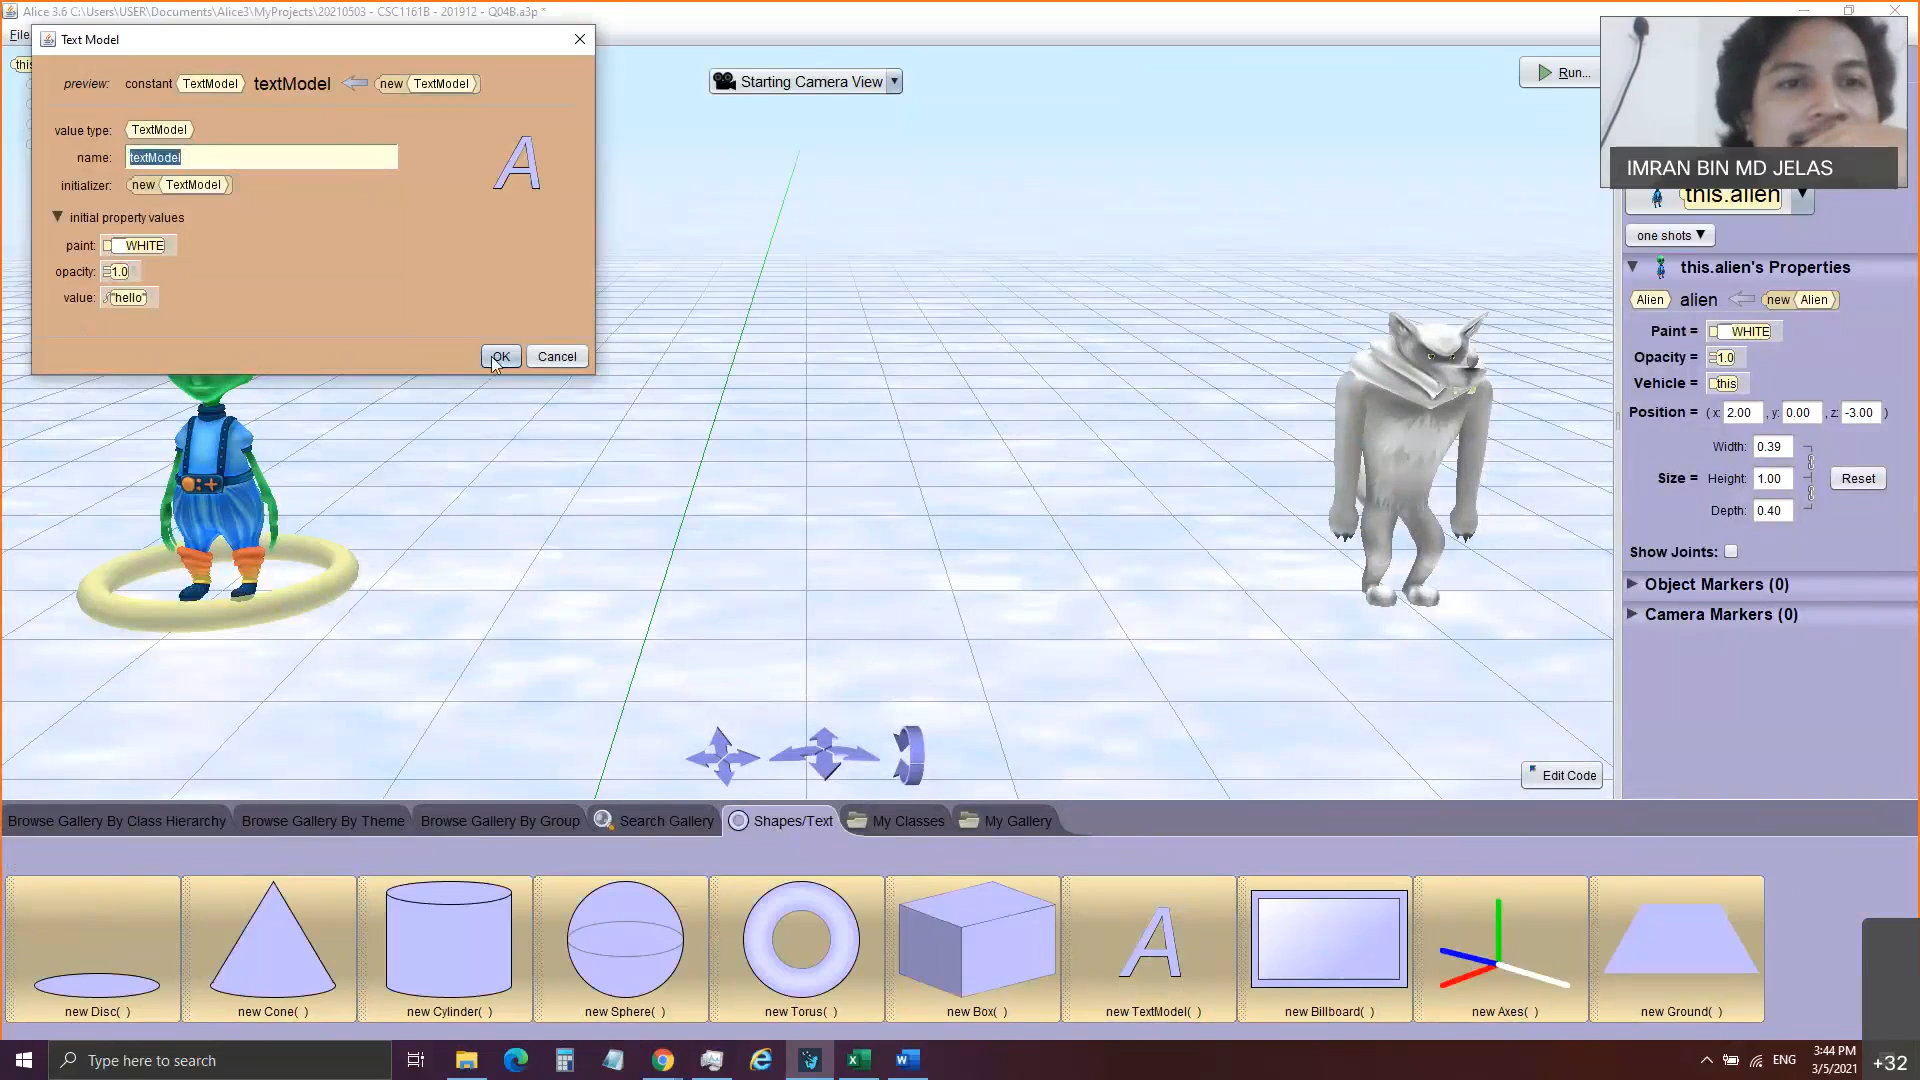 Alice 3.6 C:\Users\USER\Documents\Alice3\MyProjects\20210503 - CSC1161B - 201912 - Q04B.a3p *
File
Text Model
this
preview: constant TextModel textModel new TextModel
value type: TextModel
name: textModel
initializer: new TextModel
initial property values
paint: WHITE
opacity: 1.0
value: "hello"
OK Cancel
Starting Camera View
Run...
IMRAN BIN MD JELAS
this.alien
one shots
this.alien's Properties
Alien alien new Alien
Paint = WHITE
Opacity = 1.0
Vehicle = this
Position = ( x: 2.00 , y: 0.00 , z: -3.00 )
Width: 0.39
Size = Height: 1.00 Reset
Depth: 0.40
Show Joints:
Object Markers (0)
Camera Markers (0)
Edit Code
Browse Gallery By Class Hierarchy Browse Gallery By Theme Browse Gallery By Group Search Gallery Shapes/Text My Classes My Gallery
A
new Disc( ) new Cone( ) new Cylinder( ) new Sphere( ) new Torus( ) new Box( ) new TextModel( ) new Billboard( ) new Axes( ) new Ground( )
Type here to search
ENG
3:44 PM
3/5/2021
+32